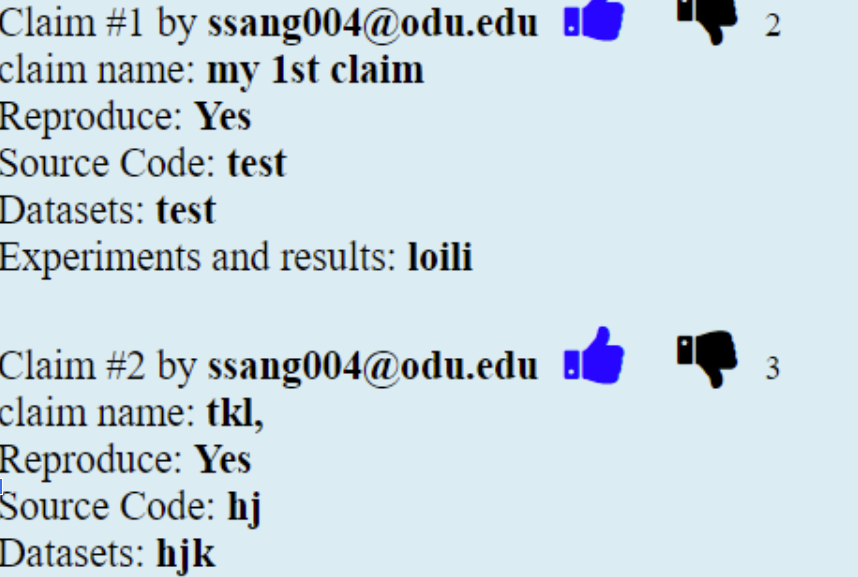 Claim #1 by ssang004@odu.edu 2
claim name: my 1st claim
Reproduce: Yes
Source Code: test
Datasets: test
Experiments and results: loili
Claim #2 by ssang004@odu.edu 3
claim name: tkl,
Reproduce: Yes
Source Code: hj
Datasets: hjk